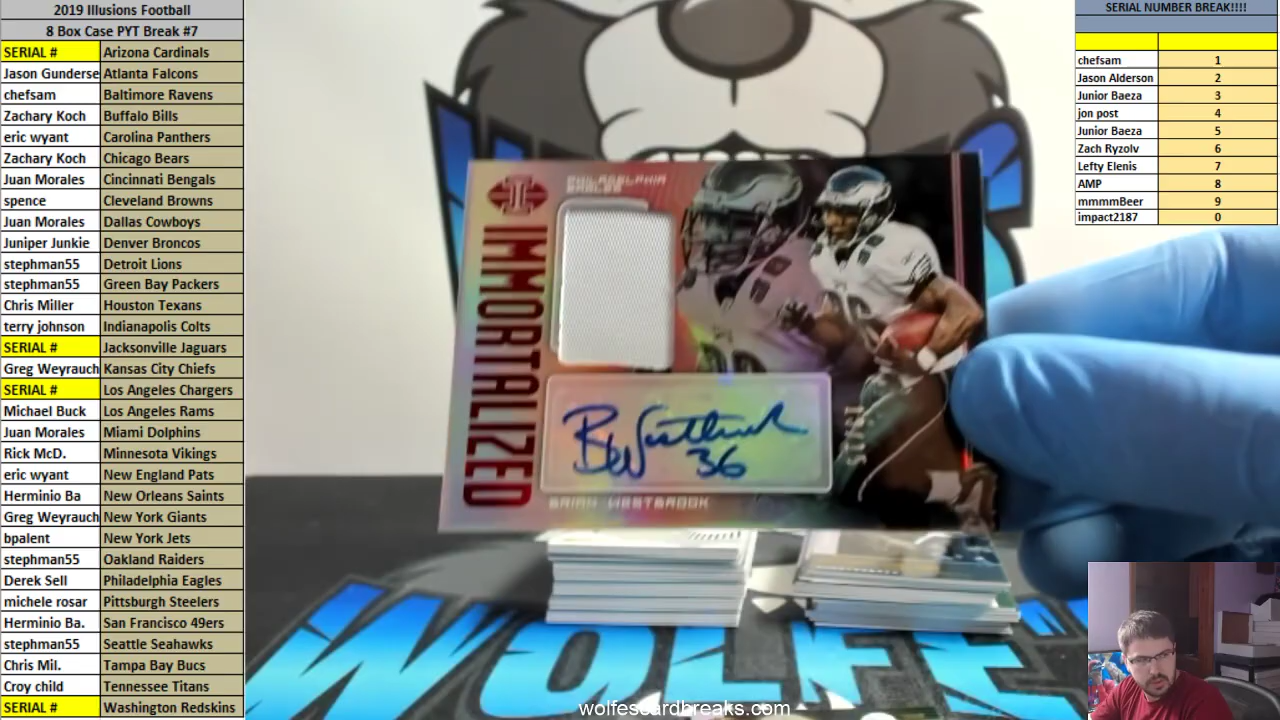 2019 Illusions Football
8 Box Case PYT Break #7
SERIAL # Arizona Cardinals
Jason Gunderse Atlanta Falcons
chefsam Baltimore Ravens
Zachary Koch Buffalo Bills
eric wyant Carolina Panthers
Zachary Koch Chicago Bears
Juan Morales Cincinnati Bengals
spence Cleveland Browns
Juan Morales Dallas Cowboys
Juniper Junkie Denver Broncos
stephman55 Detroit Lions
stephman55 Green Bay Packers
Chris Miller Houston Texans
terry johnson Indianapolis Colts
SERIAL # Jacksonville Jaguars
Greg Weyrauch Kansas City Chiefs
SERIAL # Los Angeles Chargers
Michael Buck Los Angeles Rams
Juan Morales Miami Dolphins
Rick McD. Minnesota Vikings
eric wyant New England Pats
Herminio Ba New Orleans Saints
Greg Weyrauch New York Giants
bpalent New York Jets
stephman55 Oakland Raiders
Derek Sell Philadelphia Eagles
michele rosar Pittsburgh Steelers
Herminio Ba. San Francisco 49ers
stephman55 Seattle Seahawks
Chris Mil. Tampa Bay Bucs
Croy child Tennessee Titans
SERIAL # Washington Redskins
PHILADELPHIA
EAGLES
IMMORTALIZED
B Westbrook
36
BRIAN WESTBROOK
WOLFE"
wolfescardbreaks.com
SERIAL NUMBER BREAK!!!!
chefsam 1
Jason Alderson 2
Junior Baeza 3
jon post 4
Junior Baeza 5
Zach Ryzolv 6
Lefty Elenis 7
AMP 8
mmmmBeer 9
impact2187 0